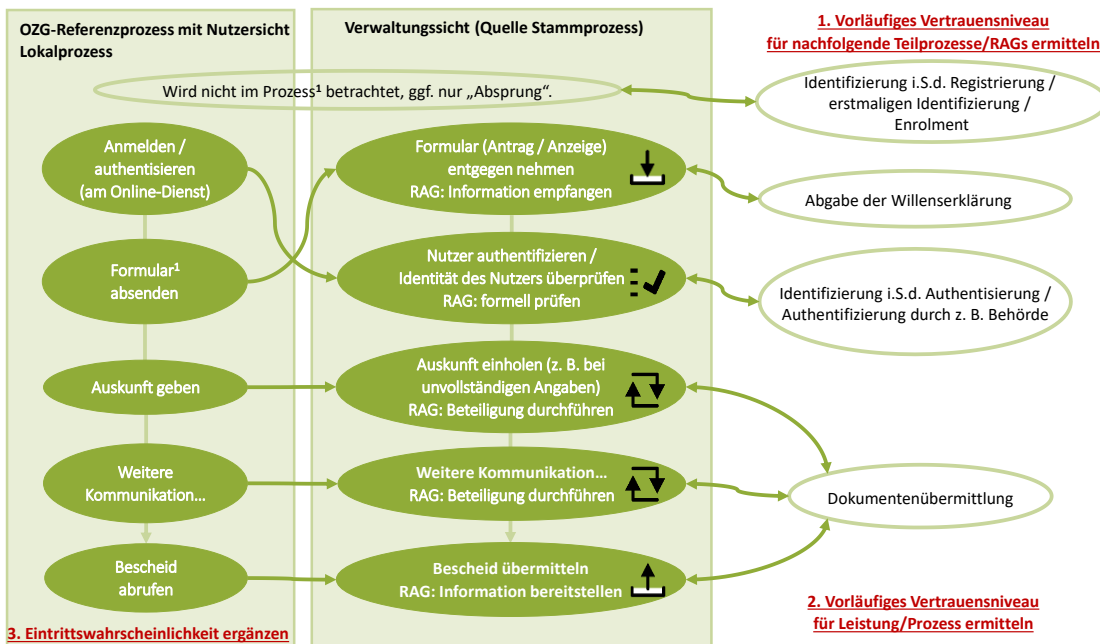 OZG-Referenzprozess mit Nutzersicht
Lokalprozess
Verwaltungssicht (Quelle Stammprozess)
1. Vorläufiges Vertrauensniveau
für nachfolgende Teilprozesse/RAGs ermitteln
Wird nicht im Prozess¹ betrachtet, ggf. nur „Absprung“.
Identifizierung i.S.d. Registrierung /
erstmaligen Identifizierung /
Enrolment
Anmelden /
authentisieren
(am Online-Dienst)
Formular (Antrag / Anzeige)
entgegen nehmen
RAG: Information empfangen
Abgabe der Willenserklärung
Formular¹
absenden
Nutzer authentifizieren /
Identität des Nutzers überprüfen
RAG: formell prüfen
Identifizierung i.S.d. Authentisierung /
Authentifizierung durch z. B. Behörde
Auskunft geben
Auskunft einholen (z. B. bei
unvollständigen Angaben)
RAG: Beteiligung durchführen
Weitere
Kommunikation…
Weitere Kommunikation…
RAG: Beteiligung durchführen
Dokumentenübermittlung
Bescheid
abrufen
Bescheid übermitteln
RAG: Information bereitstellen
2. Vorläufiges Vertrauensniveau
für Leistung/Prozess ermitteln
3. Eintrittswahrscheinlichkeit ergänzen